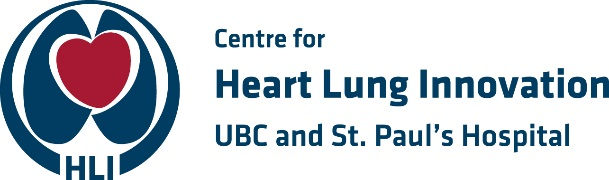 HLI
Centre for
Heart Lung Innovation
UBC and St. Paul's Hospital